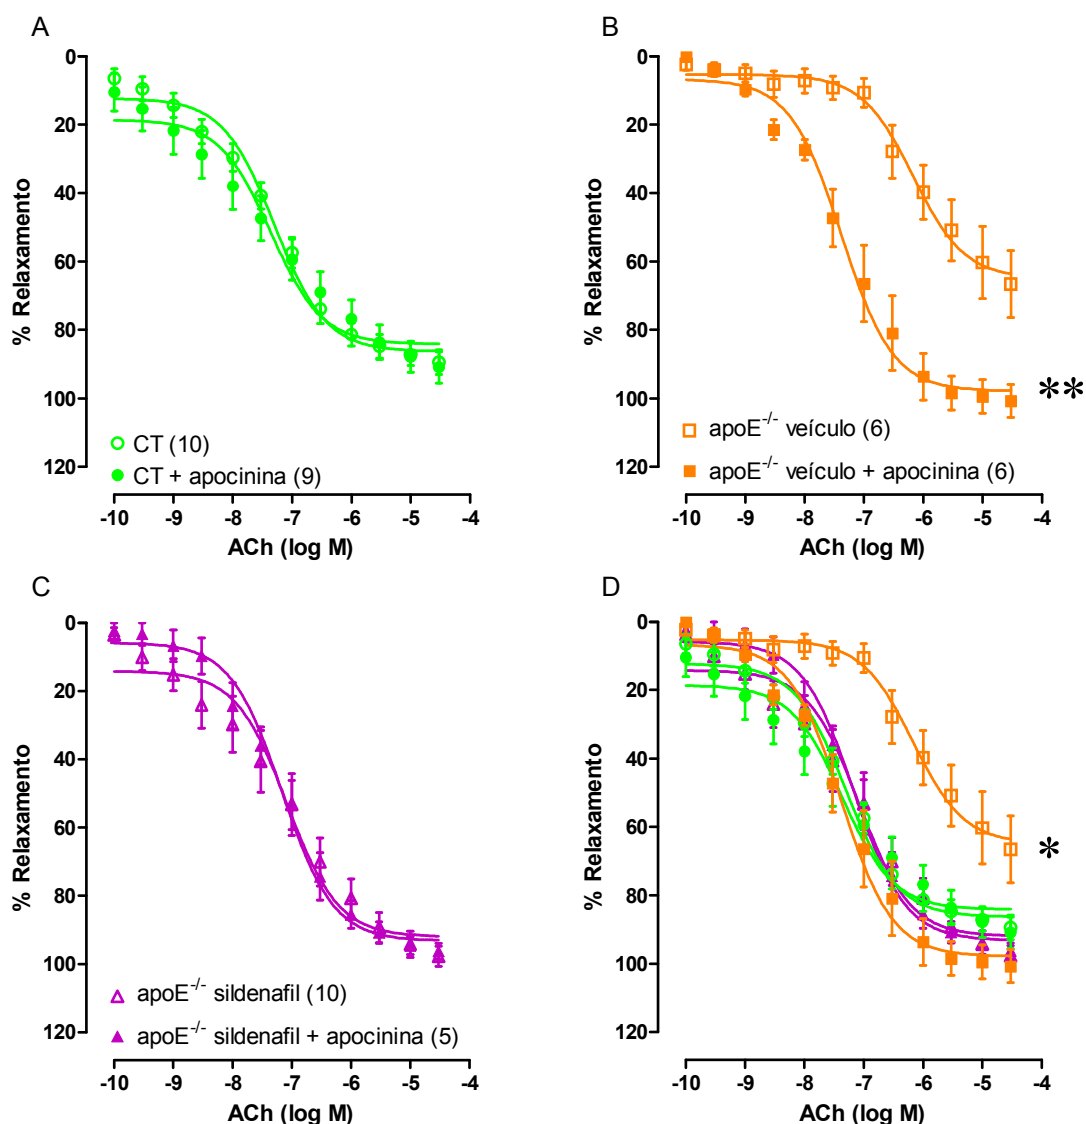 A
0
20
40
60
80
100
120
% Relaxamento
CT (10)
CT + apocinina (9)
-10 -9 -8 -7 -6 -5 -4
ACh (log M)
B
0
20
40
60
80
100
120
% Relaxamento
**
apoE-/- veículo (6)
apoE-/- veículo + apocinina (6)
-10 -9 -8 -7 -6 -5 -4
ACh (log M)
C
0
20
40
60
80
100
120
% Relaxamento
apoE-/- sildenafil (10)
apoE-/- sildenafil + apocinina (5)
-10 -9 -8 -7 -6 -5 -4
ACh (log M)
D
0
20
40
60
80
100
120
% Relaxamento
*
-10 -9 -8 -7 -6 -5 -4
ACh (log M)